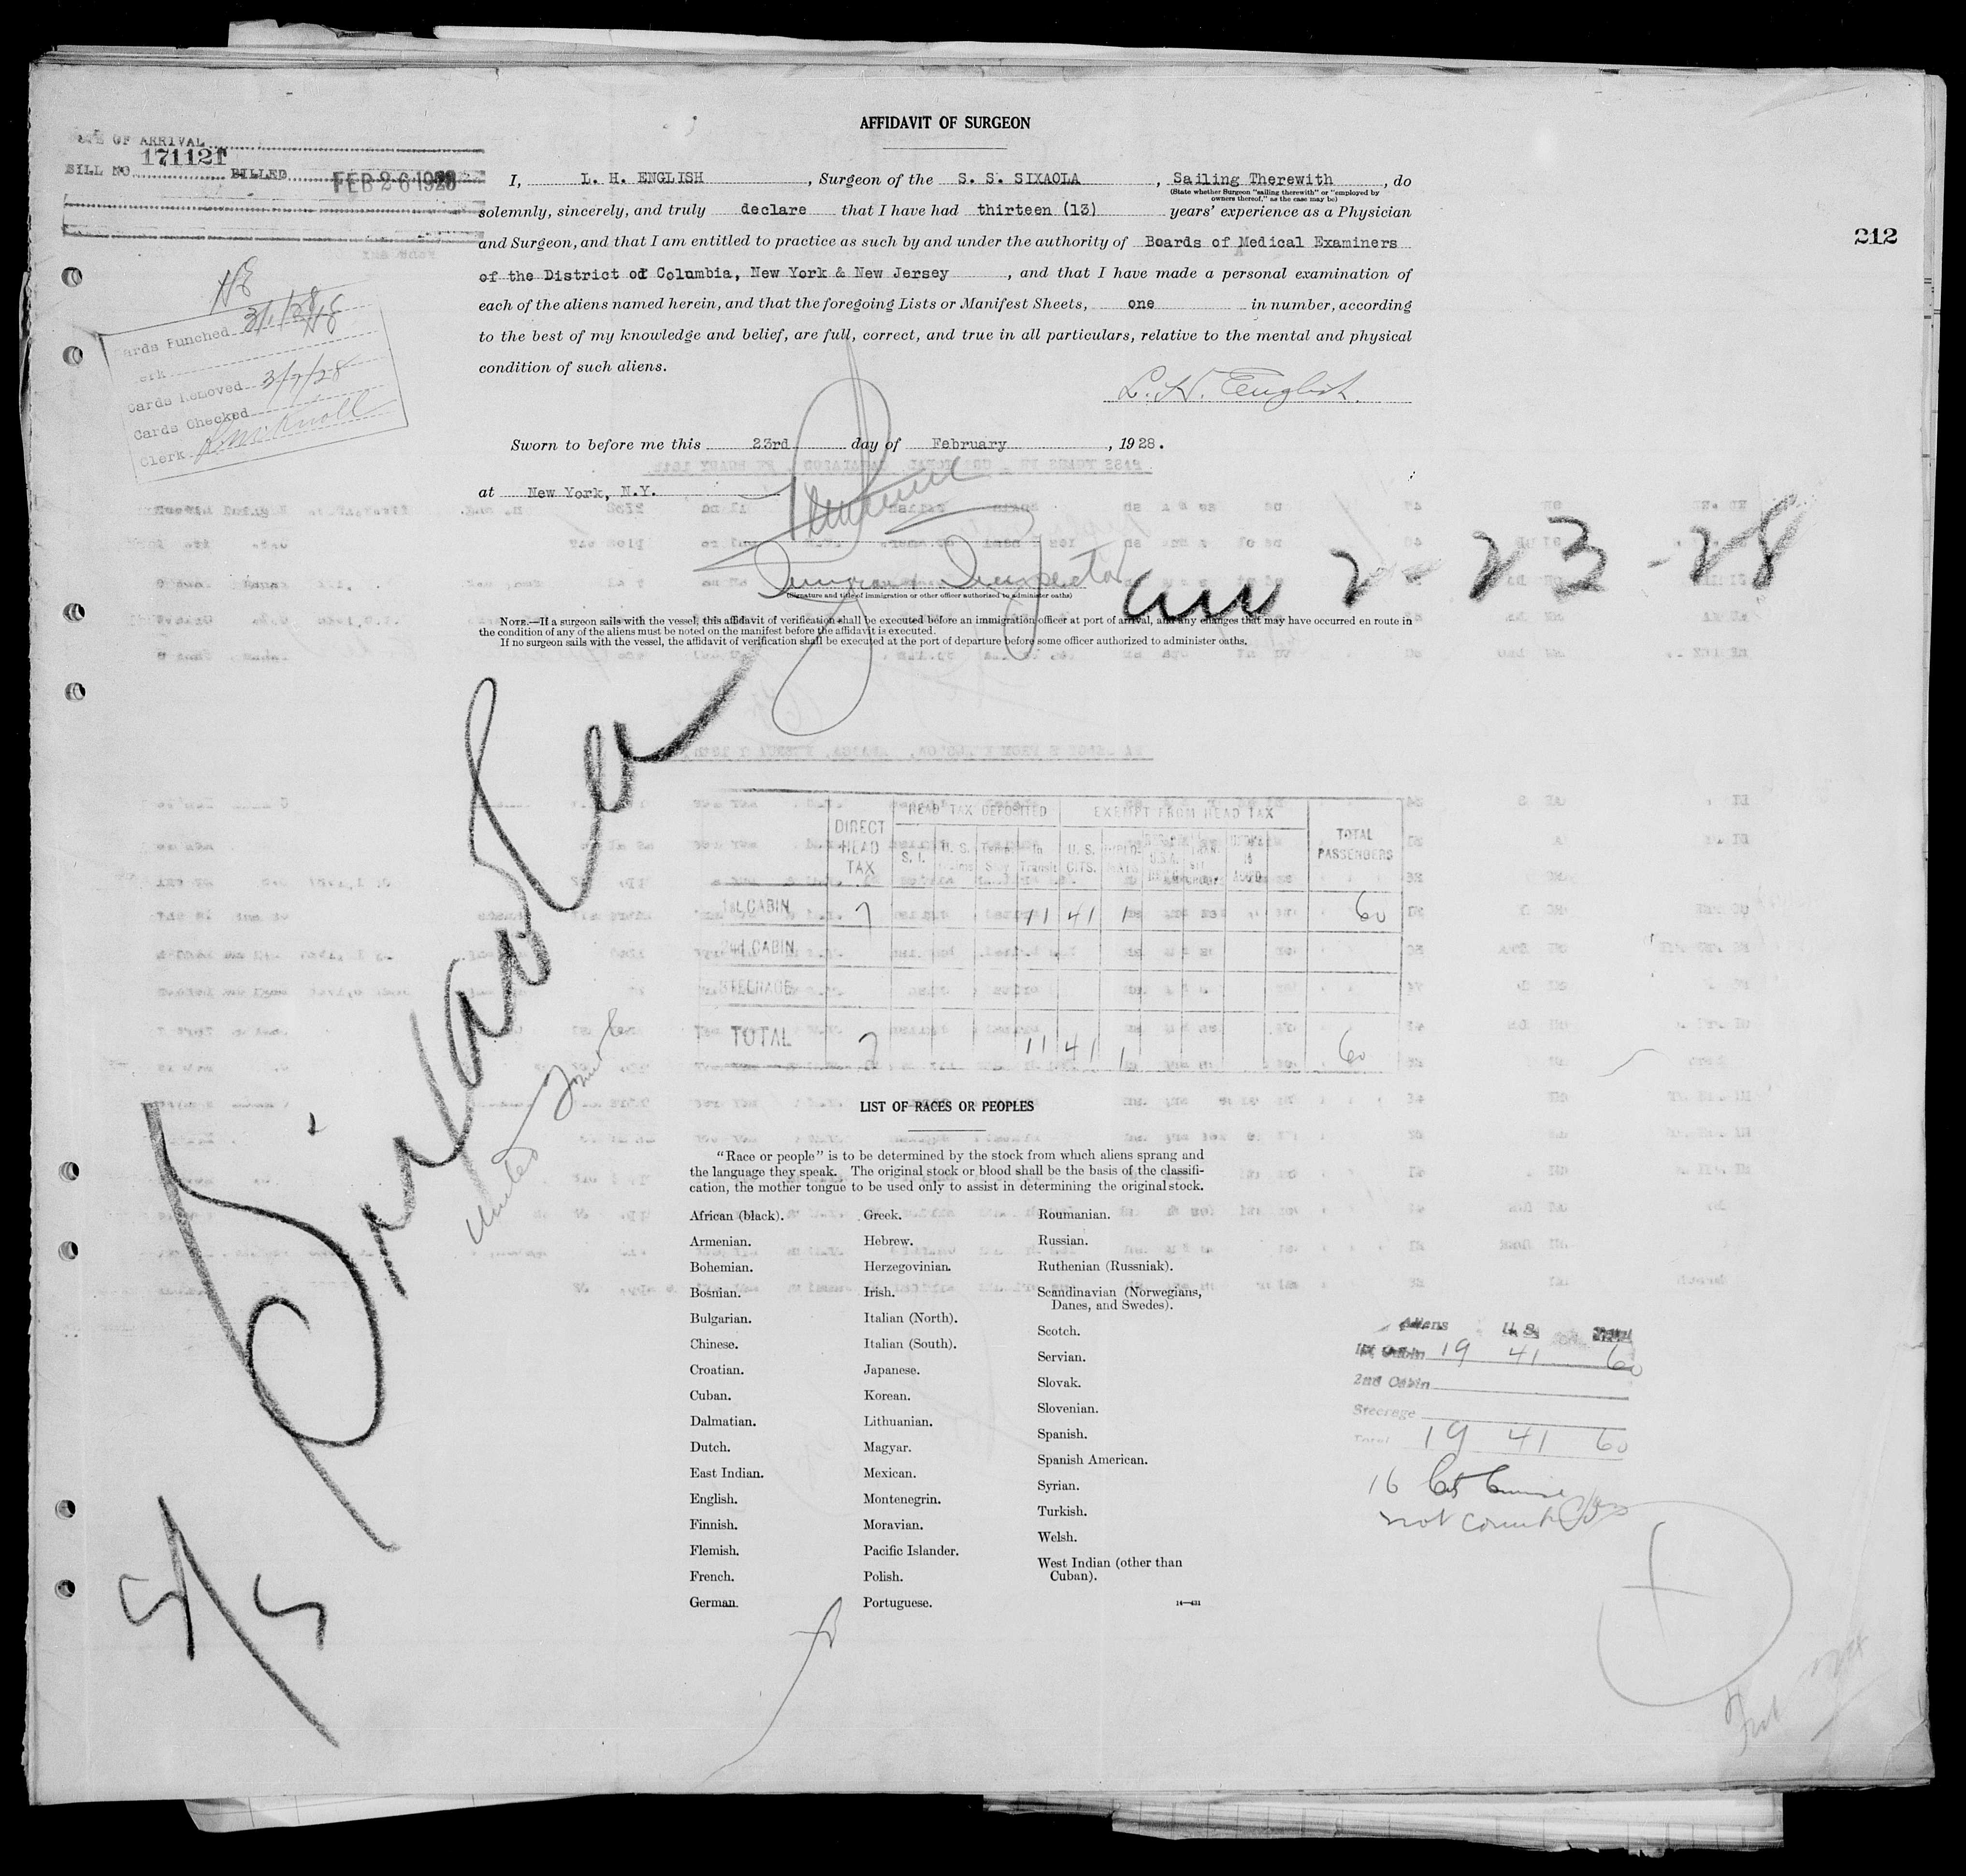 AFFIDAVIT OF SURGEON
OF ARRIVAL
171121
BILL NO. BILLED FEB 26 1928
I, L. H. ENGLISH, Surgeon of the S. S. SIXAOLA, Sailing Therewith, do
(State whether Surgeon "sailing therewith" or "employed by
owners thereof," as the case may be)
solemnly, sincerely, and truly declare that I have had thirteen (13) years' experience as a Physician
and Surgeon, and that I am entitled to practice as such by and under the authority of Boards of Medical Examiners
of the District of Columbia, New York & New Jersey, and that I have made a personal examination of
each of the aliens named herein, and that the foregoing Lists or Manifest Sheets, one in number, according
to the best of my knowledge and belief, are full, correct, and true in all particulars, relative to the mental and physical
condition of such aliens.
212
Cards Punched
Cards Removed 3/7/28
Cards Checked
Clerk
L. H. English.
Sworn to before me this 23rd day of February, 1928.
at New York, N.Y.
Immigrant Inspector
(Signature and title of immigration or other officer authorized to administer oaths)
2-23-28
NOTE.—If a surgeon sails with the vessel, this affidavit of verification shall be executed before an immigration officer at port of arrival, and any changes that may have occurred en route in
the condition of any of the aliens must be noted on the manifest before the affidavit is executed.
If no surgeon sails with the vessel, the affidavit of verification shall be executed at the port of departure before some officer authorized to administer oaths.
S/S Sixaola
United Fruit
DIRECT HEAD TAX HEAD TAX DEPOSITED EXEMPT FROM HEAD TAX TOTAL PASSENGERS
S. I. U. S. In Transit U. S. CITS.
1st CABIN 7 11 41 1 60
2nd CABIN
STEERAGE
TOTAL 7 11 41 1 60
LIST OF RACES OR PEOPLES
"Race or people" is to be determined by the stock from which aliens sprang and
the language they speak. The original stock or blood shall be the basis of the classifi-
cation, the mother tongue to be used only to assist in determining the original stock.
African (black).
Armenian.
Bohemian.
Bosnian.
Bulgarian.
Chinese.
Croatian.
Cuban.
Dalmatian.
Dutch.
East Indian.
English.
Finnish.
Flemish.
French.
German.
Greek.
Hebrew.
Herzegovinian.
Irish.
Italian (North).
Italian (South).
Japanese.
Korean.
Lithuanian.
Magyar.
Mexican.
Montenegrin.
Moravian.
Pacific Islander.
Polish.
Portuguese.
Roumanian.
Russian.
Ruthenian (Russniak).
Scandinavian (Norwegians,
Danes, and Swedes).
Scotch.
Servian.
Slovak.
Slovenian.
Spanish.
Spanish American.
Syrian.
Turkish.
Welsh.
West Indian (other than
Cuban).
14—431
Aliens U. S. Total
1st Cabin 19 41 60
2nd Cabin
Steerage
Total 19 41 60
16
not counted